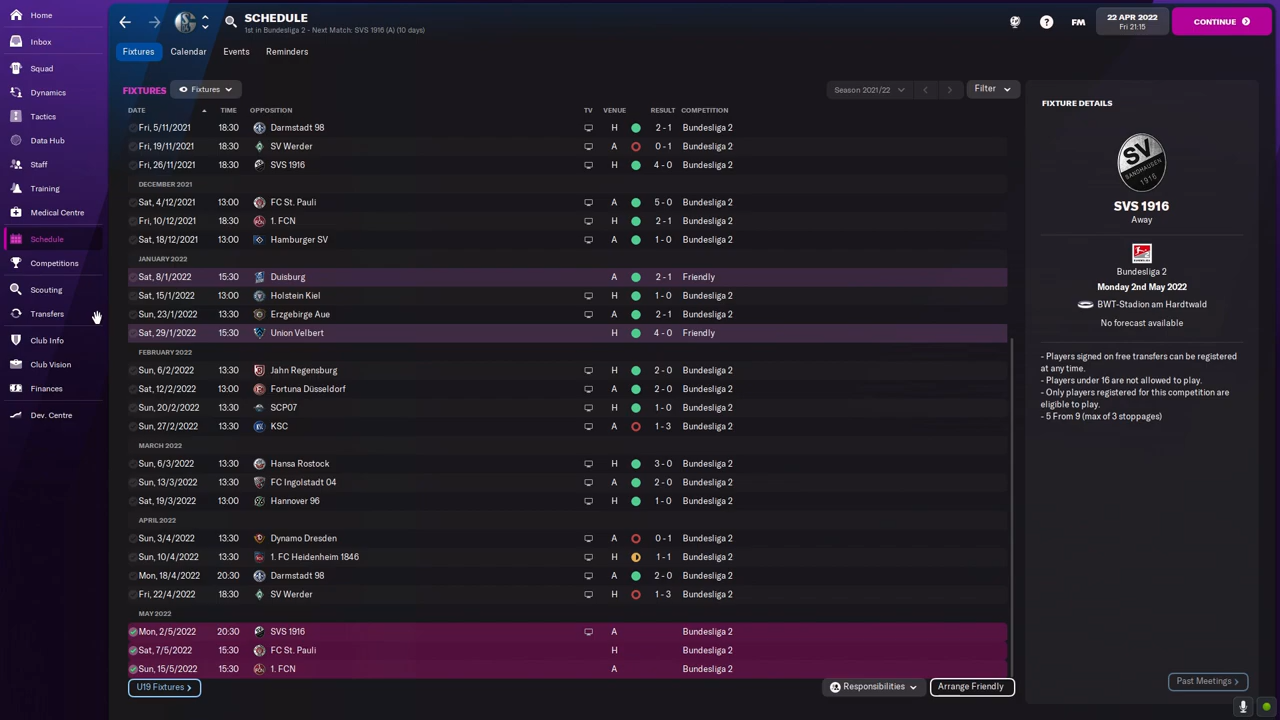 Home
Inbox
Squad
Dynamics
Tactics
Data Hub
Staff
Training
Medical Centre
Schedule
Competitions
Scouting
Transfers
Club Info
Club Vision
Finances
Dev. Centre
SCHEDULE
1st in Bundesliga 2 - Next Match: SVS 1916 (A) (10 days)
FM
22 APR 2022
Fri 21:15
CONTINUE
Fixtures Calendar Events Reminders
FIXTURES Fixtures Season 2021/22 Filter
DATE TIME OPPOSITION TV VENUE RESULT COMPETITION
Fri, 5/11/2021 18:30 Darmstadt 98 H 2 - 1 Bundesliga 2
Fri, 19/11/2021 18:30 SV Werder A 0 - 1 Bundesliga 2
Fri, 26/11/2021 18:30 SVS 1916 H 4 - 0 Bundesliga 2
DECEMBER 2021
Sat, 4/12/2021 13:00 FC St. Pauli A 5 - 0 Bundesliga 2
Fri, 10/12/2021 18:30 1. FCN H 2 - 1 Bundesliga 2
Sat, 18/12/2021 13:00 Hamburger SV A 1 - 0 Bundesliga 2
JANUARY 2022
Sat, 8/1/2022 15:30 Duisburg A 2 - 1 Friendly
Sat, 15/1/2022 13:00 Holstein Kiel H 1 - 0 Bundesliga 2
Sun, 23/1/2022 13:30 Erzgebirge Aue A 2 - 1 Bundesliga 2
Sat, 29/1/2022 15:30 Union Velbert H 4 - 0 Friendly
FEBRUARY 2022
Sun, 6/2/2022 13:30 Jahn Regensburg H 2 - 0 Bundesliga 2
Sat, 12/2/2022 13:00 Fortuna Düsseldorf A 2 - 0 Bundesliga 2
Sun, 20/2/2022 13:30 SCP07 H 1 - 0 Bundesliga 2
Sun, 27/2/2022 13:30 KSC A 1 - 3 Bundesliga 2
MARCH 2022
Sun, 6/3/2022 13:30 Hansa Rostock H 3 - 0 Bundesliga 2
Sun, 13/3/2022 13:30 FC Ingolstadt 04 A 2 - 0 Bundesliga 2
Sat, 19/3/2022 13:00 Hannover 96 H 1 - 0 Bundesliga 2
APRIL 2022
Sun, 3/4/2022 13:30 Dynamo Dresden A 0 - 1 Bundesliga 2
Sun, 10/4/2022 13:30 1. FC Heidenheim 1846 H 1 - 1 Bundesliga 2
Mon, 18/4/2022 20:30 Darmstadt 98 A 2 - 0 Bundesliga 2
Fri, 22/4/2022 18:30 SV Werder H 1 - 3 Bundesliga 2
MAY 2022
Mon, 2/5/2022 20:30 SVS 1916 A Bundesliga 2
Sat, 7/5/2022 15:30 FC St. Pauli H Bundesliga 2
Sun, 15/5/2022 15:30 1. FCN A Bundesliga 2
U19 Fixtures Responsibilities Arrange Friendly
FIXTURE DETAILS
SV
SANDHAUSEN
1916
SVS 1916
Away
Bundesliga 2
Monday 2nd May 2022
BWT-Stadion am Hardtwald
No forecast available
- Players signed on free transfers can be registered
at any time.
- Players under 16 are not allowed to play.
- Only players registered for this competition are
eligible to play.
- 5 From 9 (max of 3 stoppages)
Past Meetings